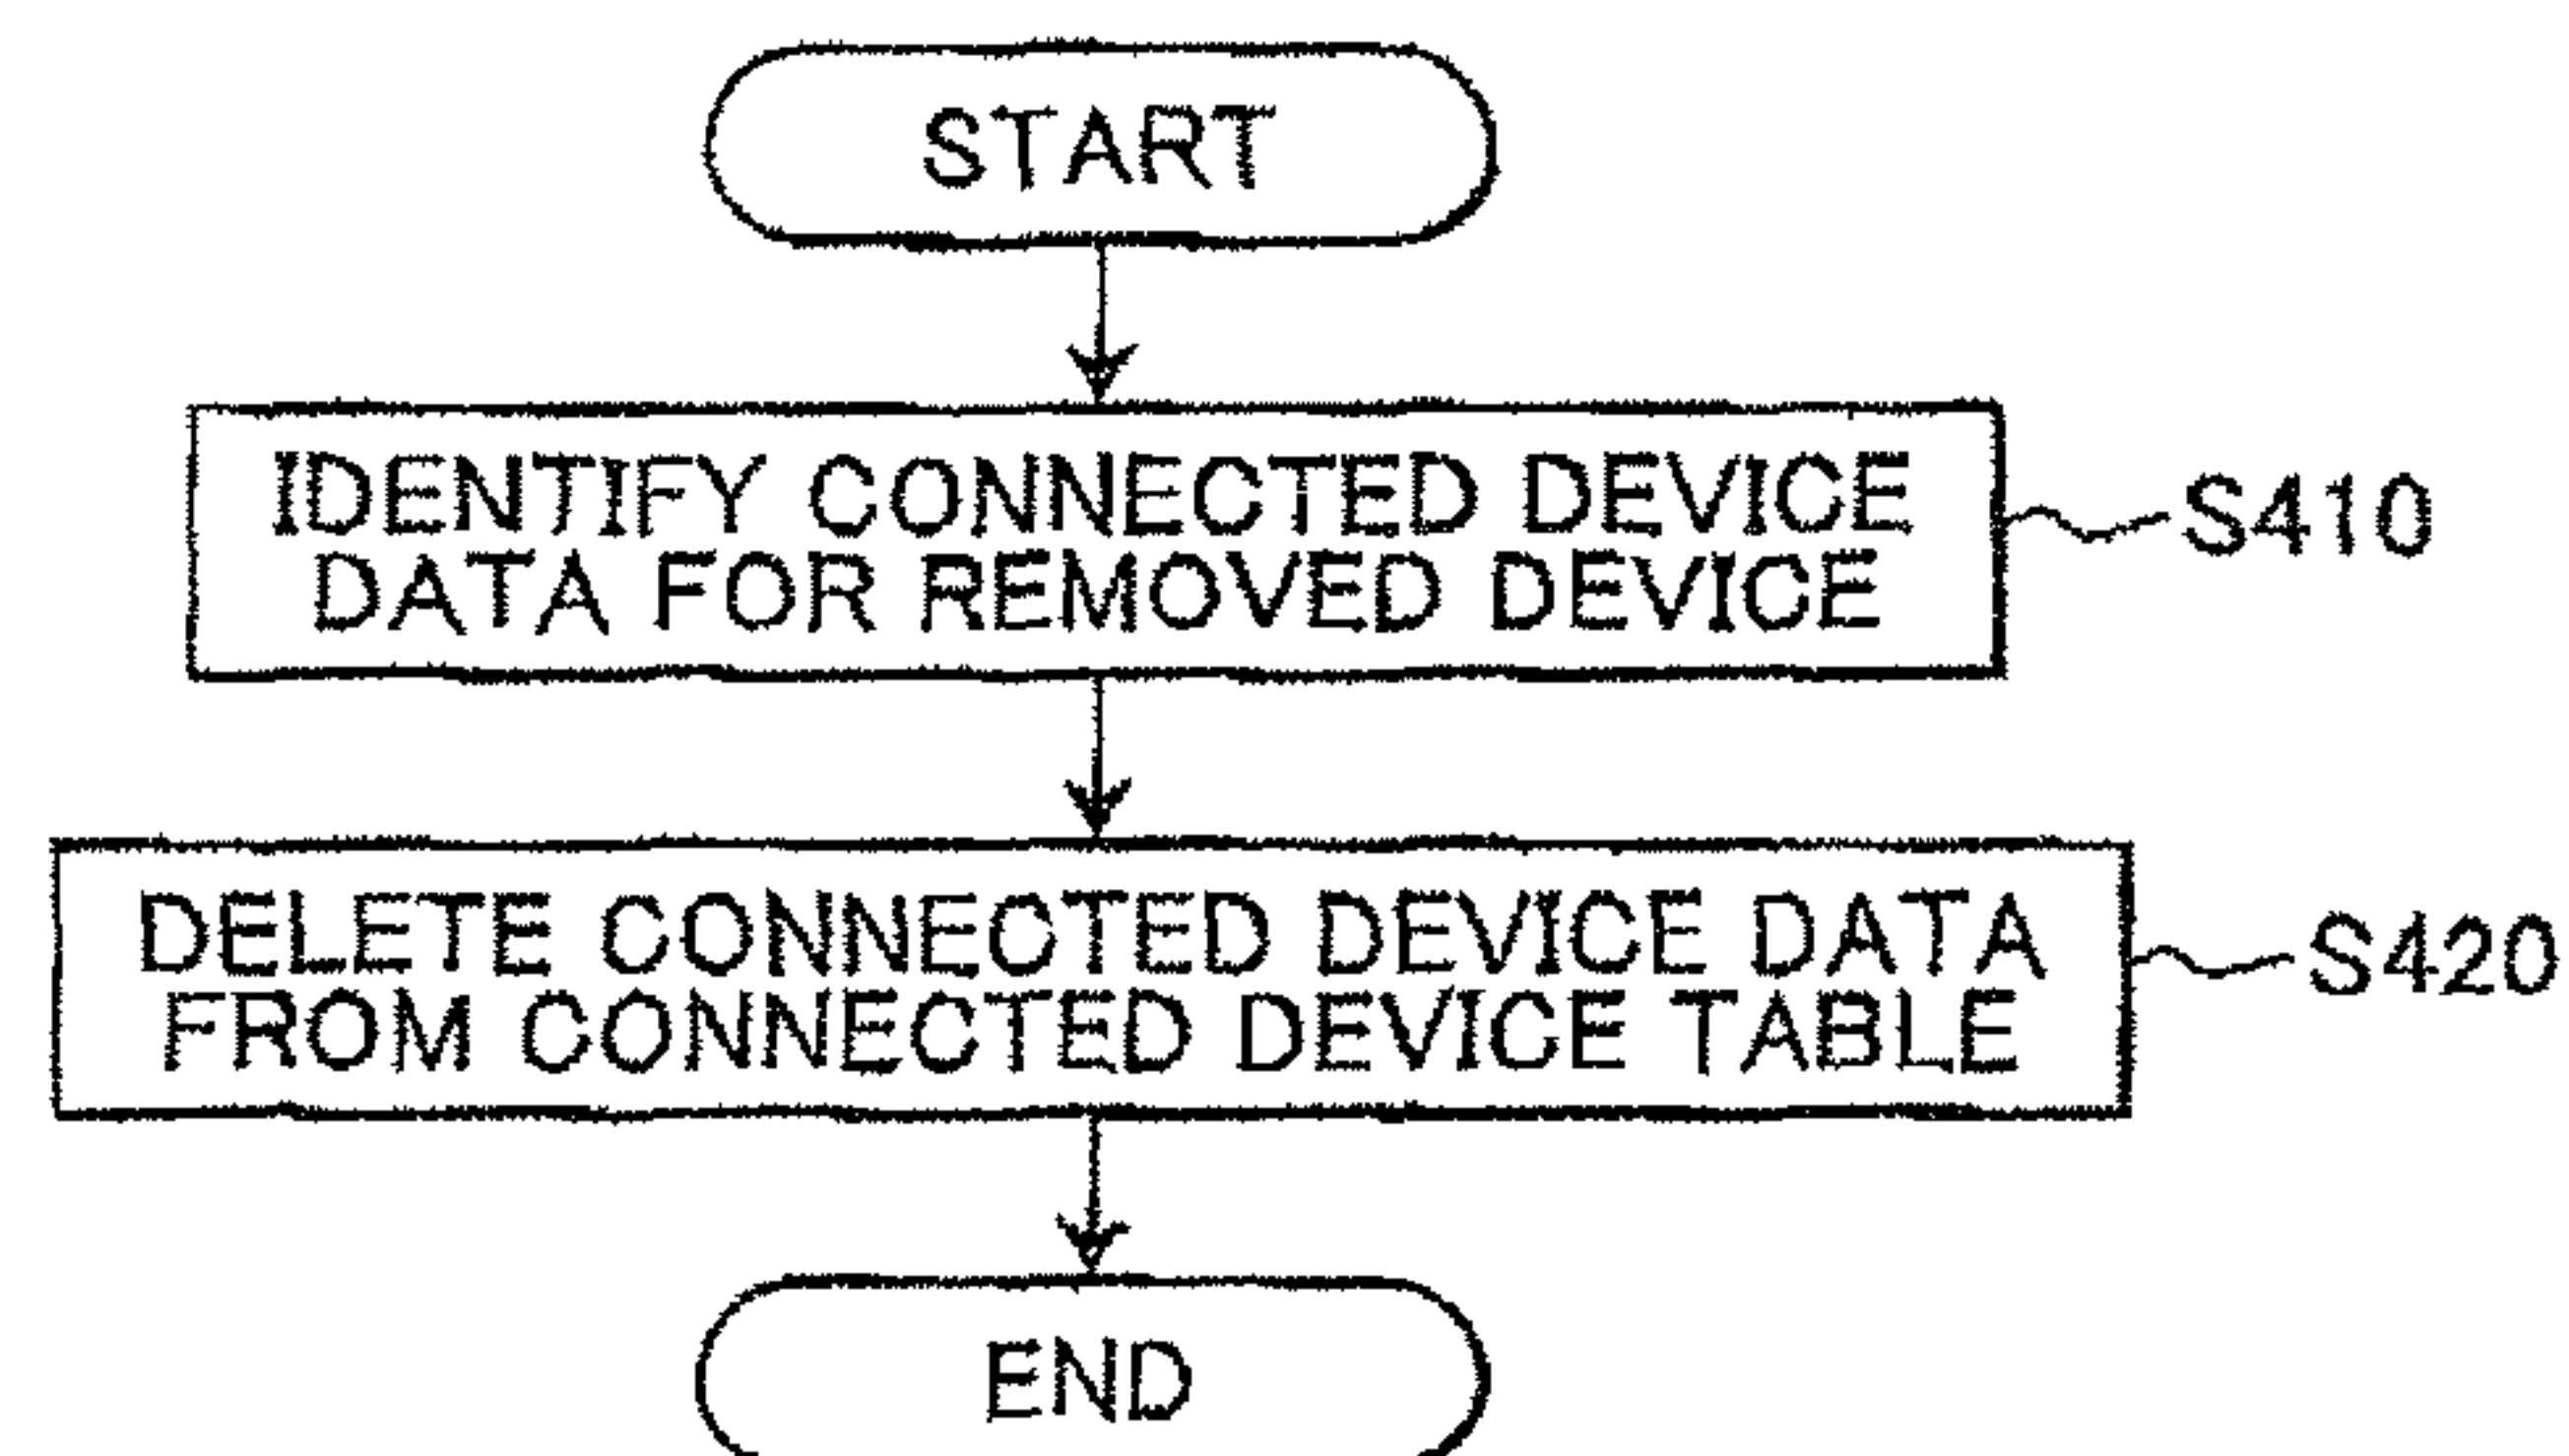 START
IDENTIFY CONNECTED DEVICE
DATA FOR REMOVED DEVICE
S410
DELETE CONNECTED DEVICE DATA
FROM CONNECTED DEVICE TABLE
S420
END